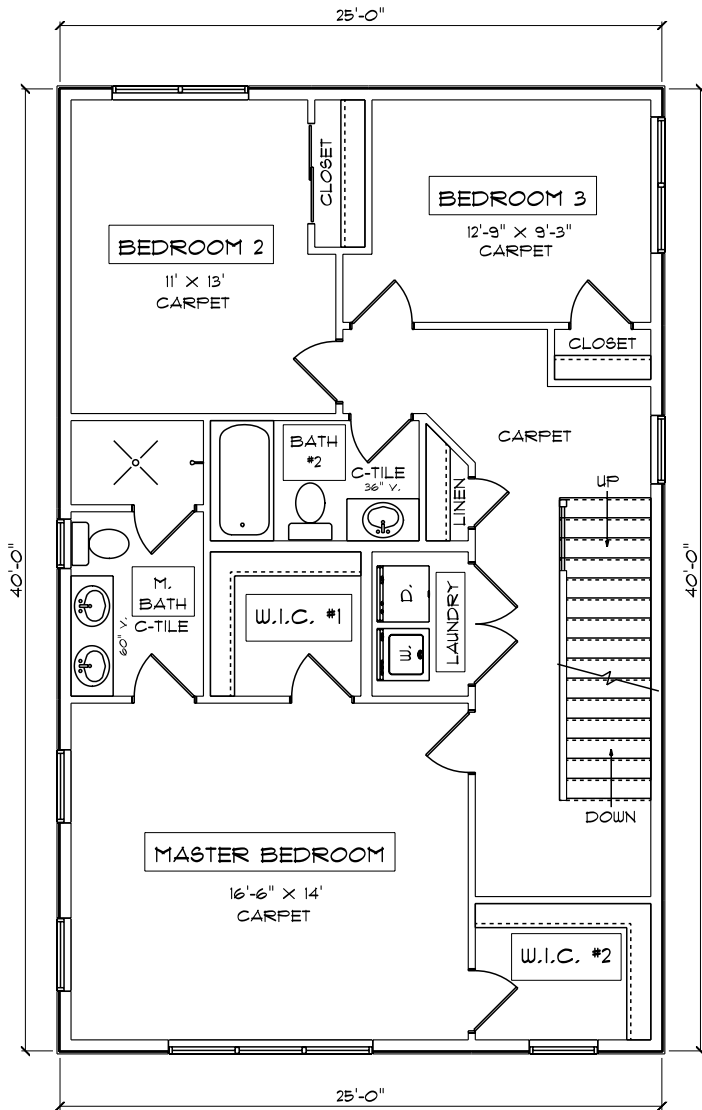 25'-0"
40'-0"
40'-0"
CLOSET
BEDROOM 3
12'-9" X 9'-3"
CARPET
BEDROOM 2
11' X 13'
CARPET
CLOSET
CARPET
BATH
#2
C-TILE
36" V.
LINEN
UP
M.
BATH
C-TILE
60" V.
W.I.C. #1
D.
W.
LAUNDRY
DOWN
MASTER BEDROOM
16'-6" X 14'
CARPET
W.I.C. #2
25'-0"